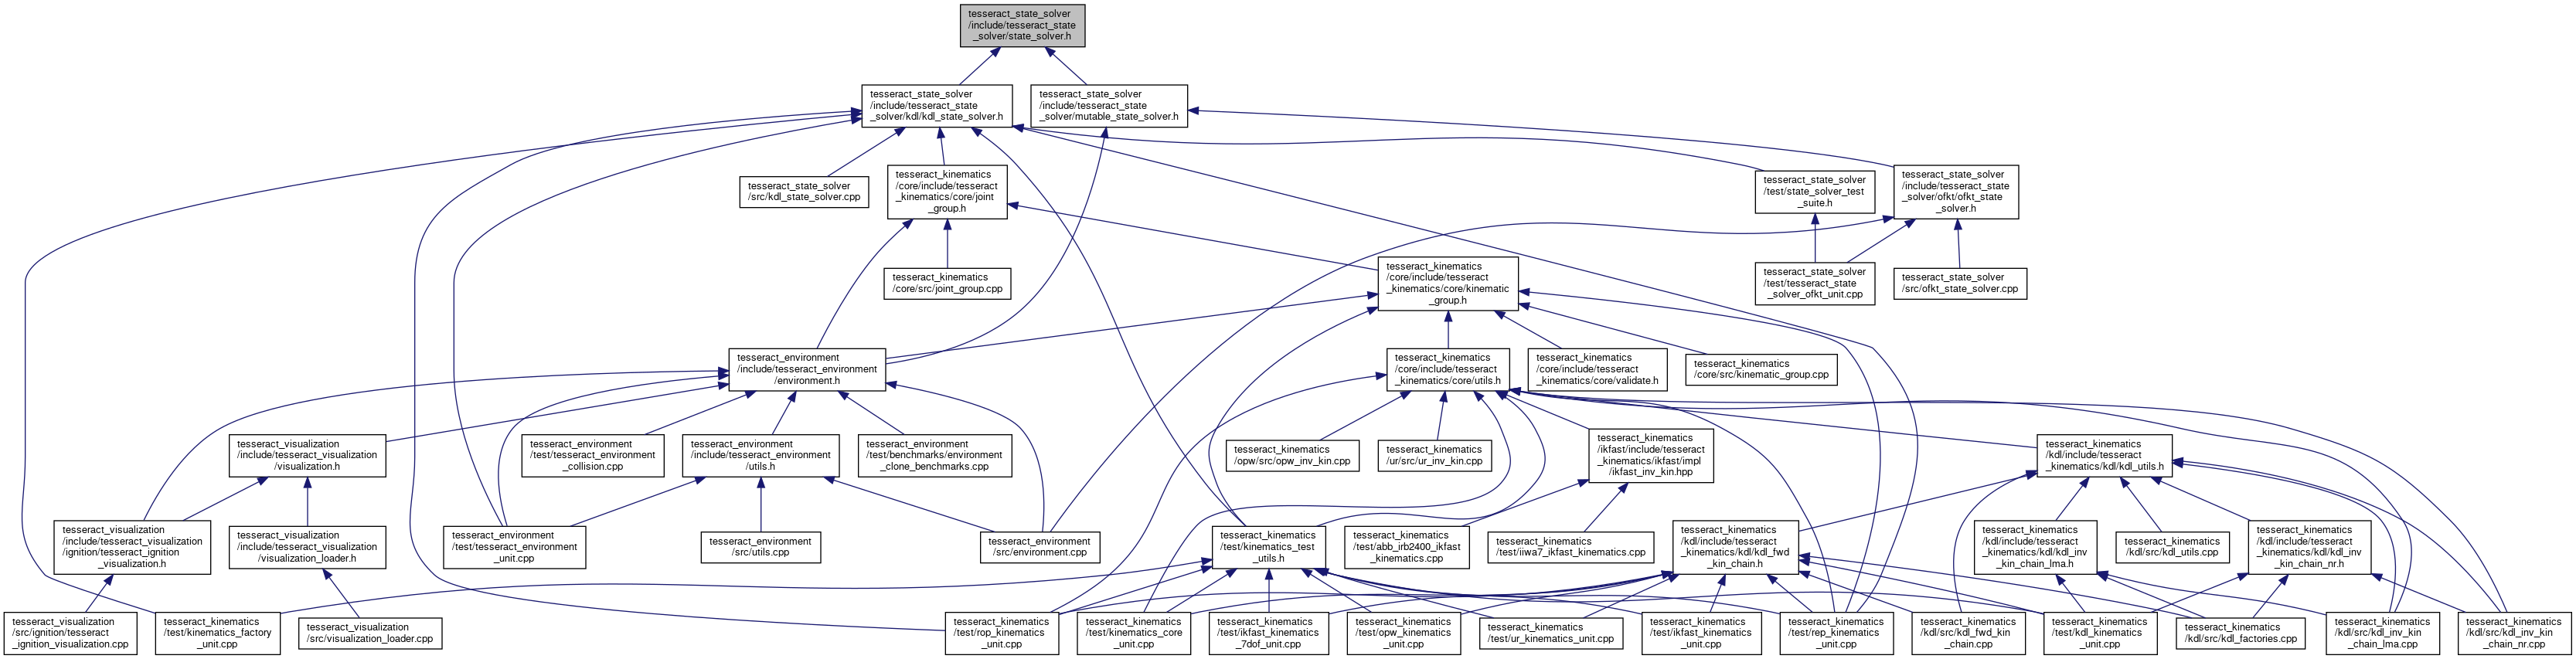 tesseract_state_solver
/include/tesseract_state
_solver/state_solver.h
tesseract_state_solver
/include/tesseract_state
_solver/kdl/kdl_state_solver.h
tesseract_state_solver
/include/tesseract_state
_solver/mutable_state_solver.h
tesseract_state_solver
/src/kdl_state_solver.cpp
tesseract_kinematics
/core/include/tesseract
_kinematics/core/joint
_group.h
tesseract_state_solver
/test/state_solver_test
_suite.h
tesseract_state_solver
/include/tesseract_state
_solver/ofkt/ofkt_state
_solver.h
tesseract_kinematics
/core/src/joint_group.cpp
tesseract_kinematics
/core/include/tesseract
_kinematics/core/kinematic
_group.h
tesseract_state_solver
/test/tesseract_state
_solver_ofkt_unit.cpp
tesseract_state_solver
/src/ofkt_state_solver.cpp
tesseract_environment
/include/tesseract_environment
/environment.h
tesseract_kinematics
/core/include/tesseract
_kinematics/core/utils.h
tesseract_kinematics
/core/include/tesseract
_kinematics/core/validate.h
tesseract_kinematics
/core/src/kinematic_group.cpp
tesseract_visualization
/include/tesseract_visualization
/visualization.h
tesseract_environment
/test/tesseract_environment
_collision.cpp
tesseract_environment
/include/tesseract_environment
/utils.h
tesseract_environment
/test/benchmarks/environment
_clone_benchmarks.cpp
tesseract_kinematics
/opw/src/opw_inv_kin.cpp
tesseract_kinematics
/ur/src/ur_inv_kin.cpp
tesseract_kinematics
/ikfast/include/tesseract
_kinematics/ikfast/impl
/ikfast_inv_kin.hpp
tesseract_kinematics
/kdl/include/tesseract
_kinematics/kdl/kdl_utils.h
tesseract_visualization
/include/tesseract_visualization
/ignition/tesseract_ignition
_visualization.h
tesseract_visualization
/include/tesseract_visualization
/visualization_loader.h
tesseract_environment
/test/tesseract_environment
_unit.cpp
tesseract_environment
/src/utils.cpp
tesseract_environment
/src/environment.cpp
tesseract_kinematics
/test/kinematics_test
_utils.h
tesseract_kinematics
/test/abb_irb2400_ikfast
_kinematics.cpp
tesseract_kinematics
/test/iiwa7_ikfast_kinematics.cpp
tesseract_kinematics
/kdl/include/tesseract
_kinematics/kdl/kdl_fwd
_kin_chain.h
tesseract_kinematics
/kdl/include/tesseract
_kinematics/kdl/kdl_inv
_kin_chain_lma.h
tesseract_kinematics
/kdl/src/kdl_utils.cpp
tesseract_kinematics
/kdl/include/tesseract
_kinematics/kdl/kdl_inv
_kin_chain_nr.h
tesseract_visualization
/src/ignition/tesseract
_ignition_visualization.cpp
tesseract_kinematics
/test/kinematics_factory
_unit.cpp
tesseract_visualization
/src/visualization_loader.cpp
tesseract_kinematics
/test/rop_kinematics
_unit.cpp
tesseract_kinematics
/test/kinematics_core
_unit.cpp
tesseract_kinematics
/test/ikfast_kinematics
_7dof_unit.cpp
tesseract_kinematics
/test/opw_kinematics
_unit.cpp
tesseract_kinematics
/test/ur_kinematics_unit.cpp
tesseract_kinematics
/test/ikfast_kinematics
_unit.cpp
tesseract_kinematics
/test/rep_kinematics
_unit.cpp
tesseract_kinematics
/kdl/src/kdl_fwd_kin
_chain.cpp
tesseract_kinematics
/test/kdl_kinematics
_unit.cpp
tesseract_kinematics
/kdl/src/kdl_factories.cpp
tesseract_kinematics
/kdl/src/kdl_inv_kin
_chain_lma.cpp
tesseract_kinematics
/kdl/src/kdl_inv_kin
_chain_nr.cpp